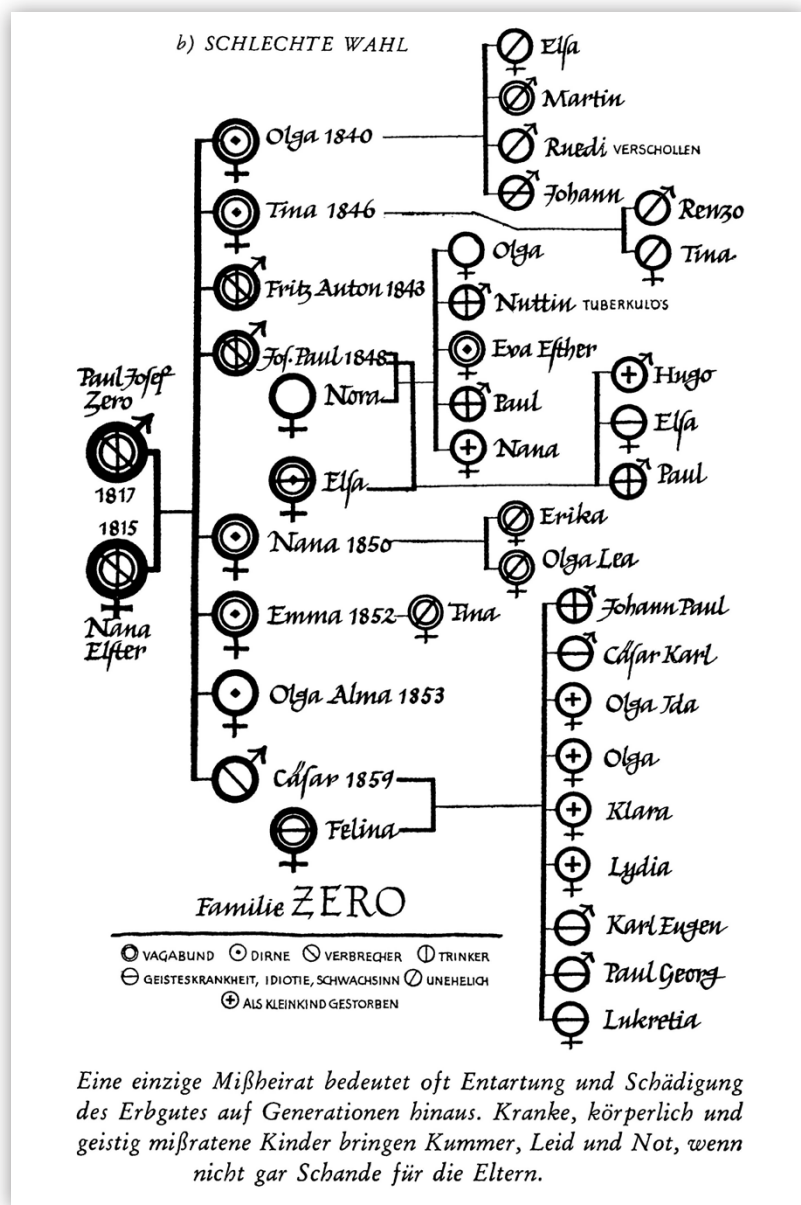 b) SCHLECHTE WAHL
Elſa
Martin
Olga 1840
Ruedi VERSCHOLLEN
Johann
Tina 1846
Renzo
Tina
Olga
Fritz Anton 1843
Nuttin TUBERKULÖS
Joſ. Paul 1848
Eva Eſther
Hugo
Paul Joſef
Zero
Nora
Paul
Elſa
Nana
1817
Elſa
Paul
1815
Nana 1850
Erika
Olga Lea
Nana
Elſter
Emma 1852
Tina
Johann Paul
Cäſar Karl
Olga Alma 1853
Olga Ida
Olga
Cäſar 1859
Klara
Felina
Lydia
Karl Eugen
Paul Georg
Lukretia
Familie ZERO
VAGABUND DIRNE VERBRECHER TRINKER
GEISTESKRANKHEIT, IDIOTIE, SCHWACHSINN UNEHELICH
ALS KLEINKIND GESTORBEN
Eine einzige Mißheirat bedeutet oft Entartung und Schädigung
des Erbgutes auf Generationen hinaus. Kranke, körperlich und
geistig mißratene Kinder bringen Kummer, Leid und Not, wenn
nicht gar Schande für die Eltern.